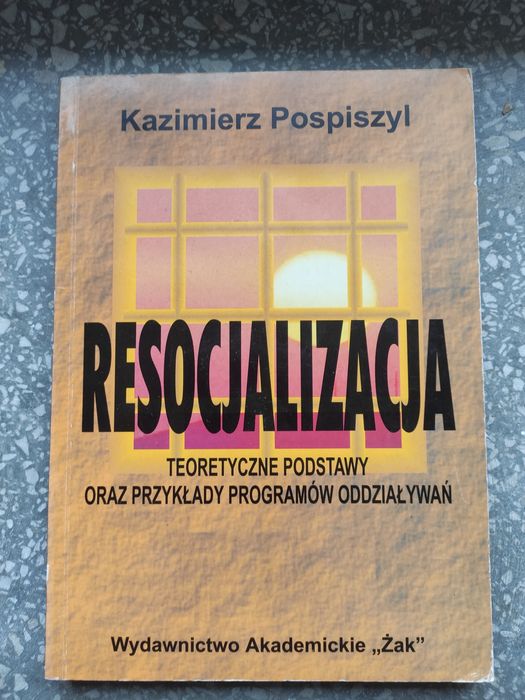 Kazimierz Pospiszyl
RESOCJALIZACJA
TEORETYCZNE PODSTAWY
ORAZ PRZYKŁADY PROGRAMÓW ODDZIAŁYWAŃ
Wydawnictwo Akademickie „Żak”